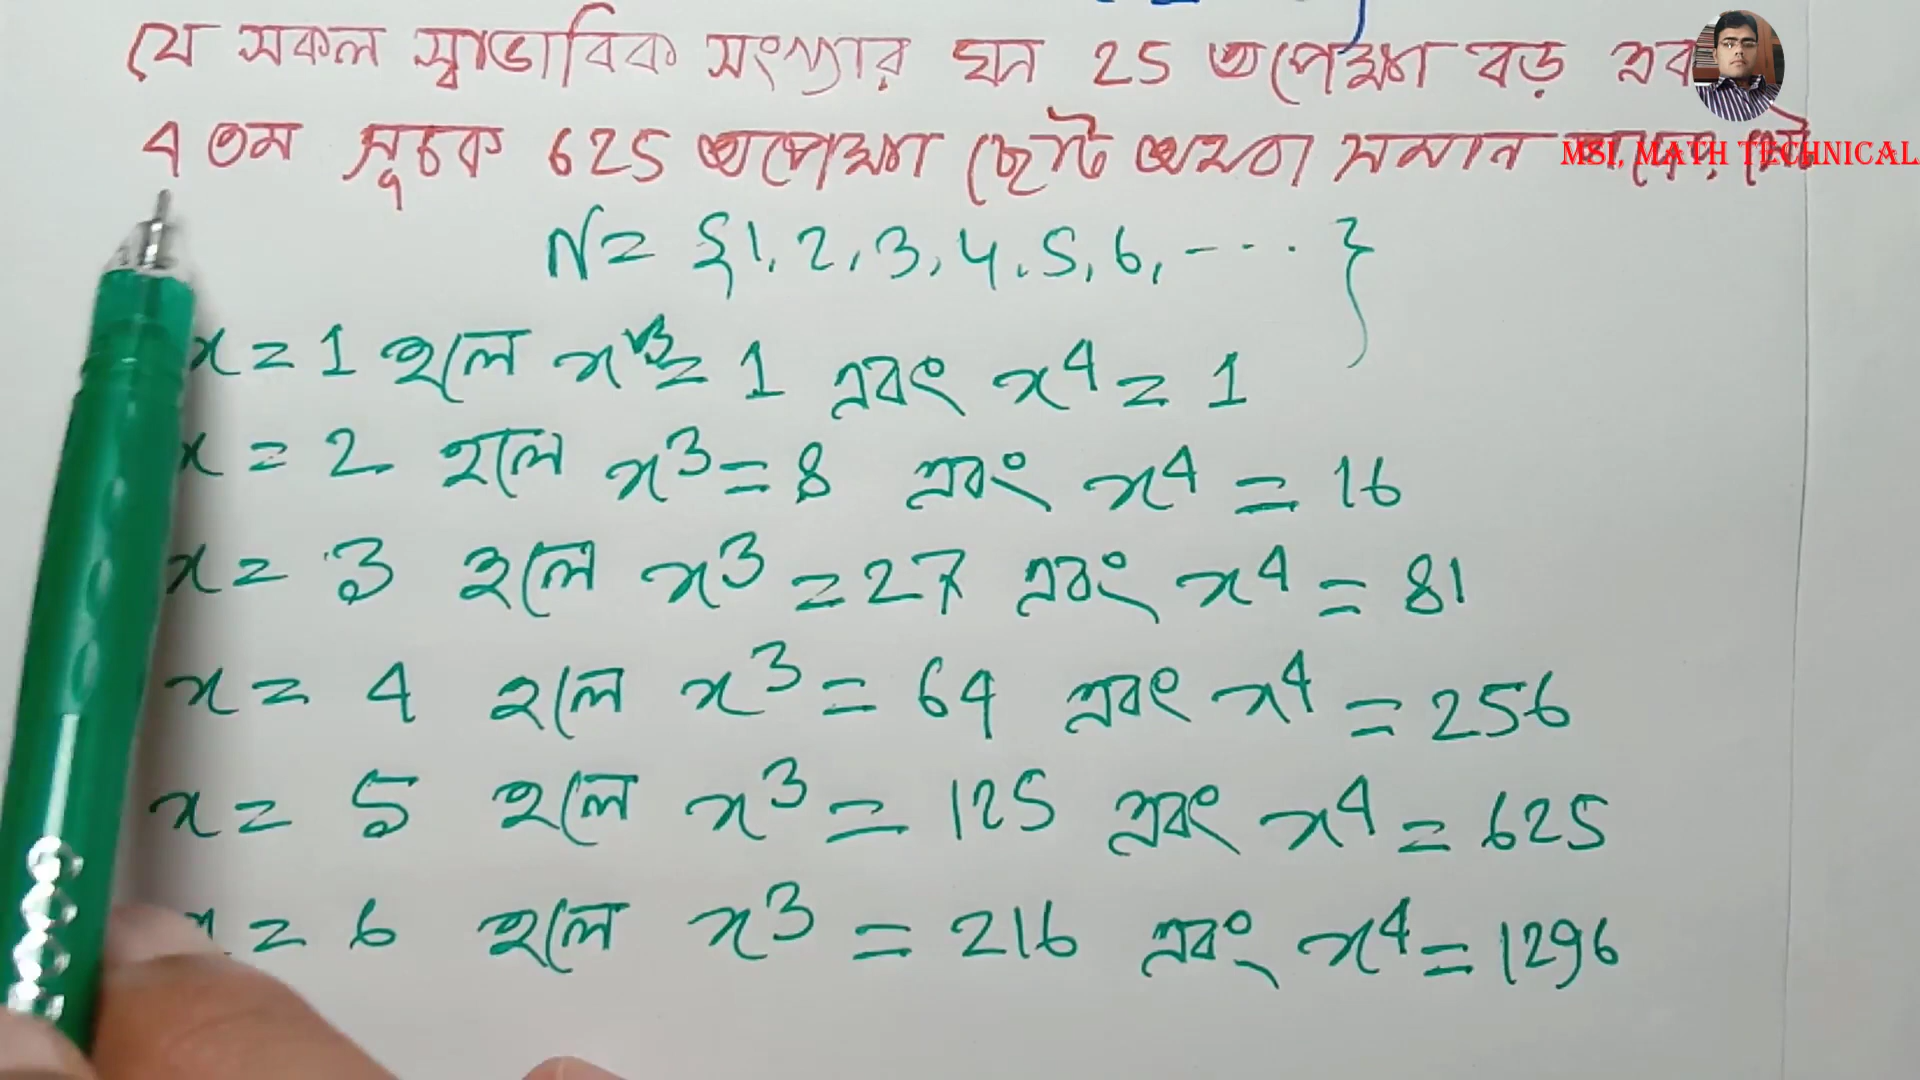 যে সকল স্বাভাবিক সংখ্যার ঘন 25 অপেক্ষা বড়
4 তম সূচক 625 অপেক্ষা ছোট অথবা সমান
MSI, MATH TECHNICAL
N = {1, 2, 3, 4, 5, 6, - - - }
x = 1 হলে x³ = 1 এবং x⁴ = 1
x = 2 হলে x³ = 8 এবং x⁴ = 16
x = 3 হলে x³ = 27 এবং x⁴ = 81
x = 4 হলে x³ = 64 এবং x⁴ = 256
x = 5 হলে x³ = 125 এবং x⁴ = 625
x = 6 হলে x³ = 216 এবং x⁴ = 1296